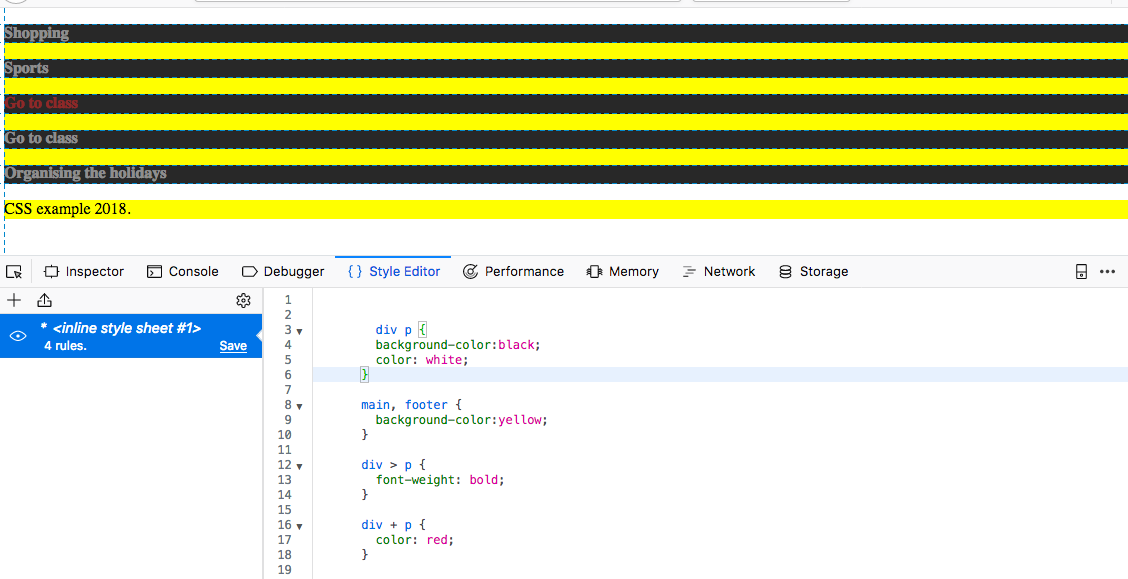 Shopping
Sports
Go to class
Go to class
Organising the holidays
CSS example 2018.
Inspector Console Debugger { } Style Editor Performance Memory Network Storage
* <inline style sheet #1>
4 rules. Save
1
2
3 div p {
4 background-color:black;
5 color: white;
6 }
7
8 main, footer {
9 background-color:yellow;
10 }
11
12 div > p {
13 font-weight: bold;
14 }
15
16 div + p {
17 color: red;
18 }
19